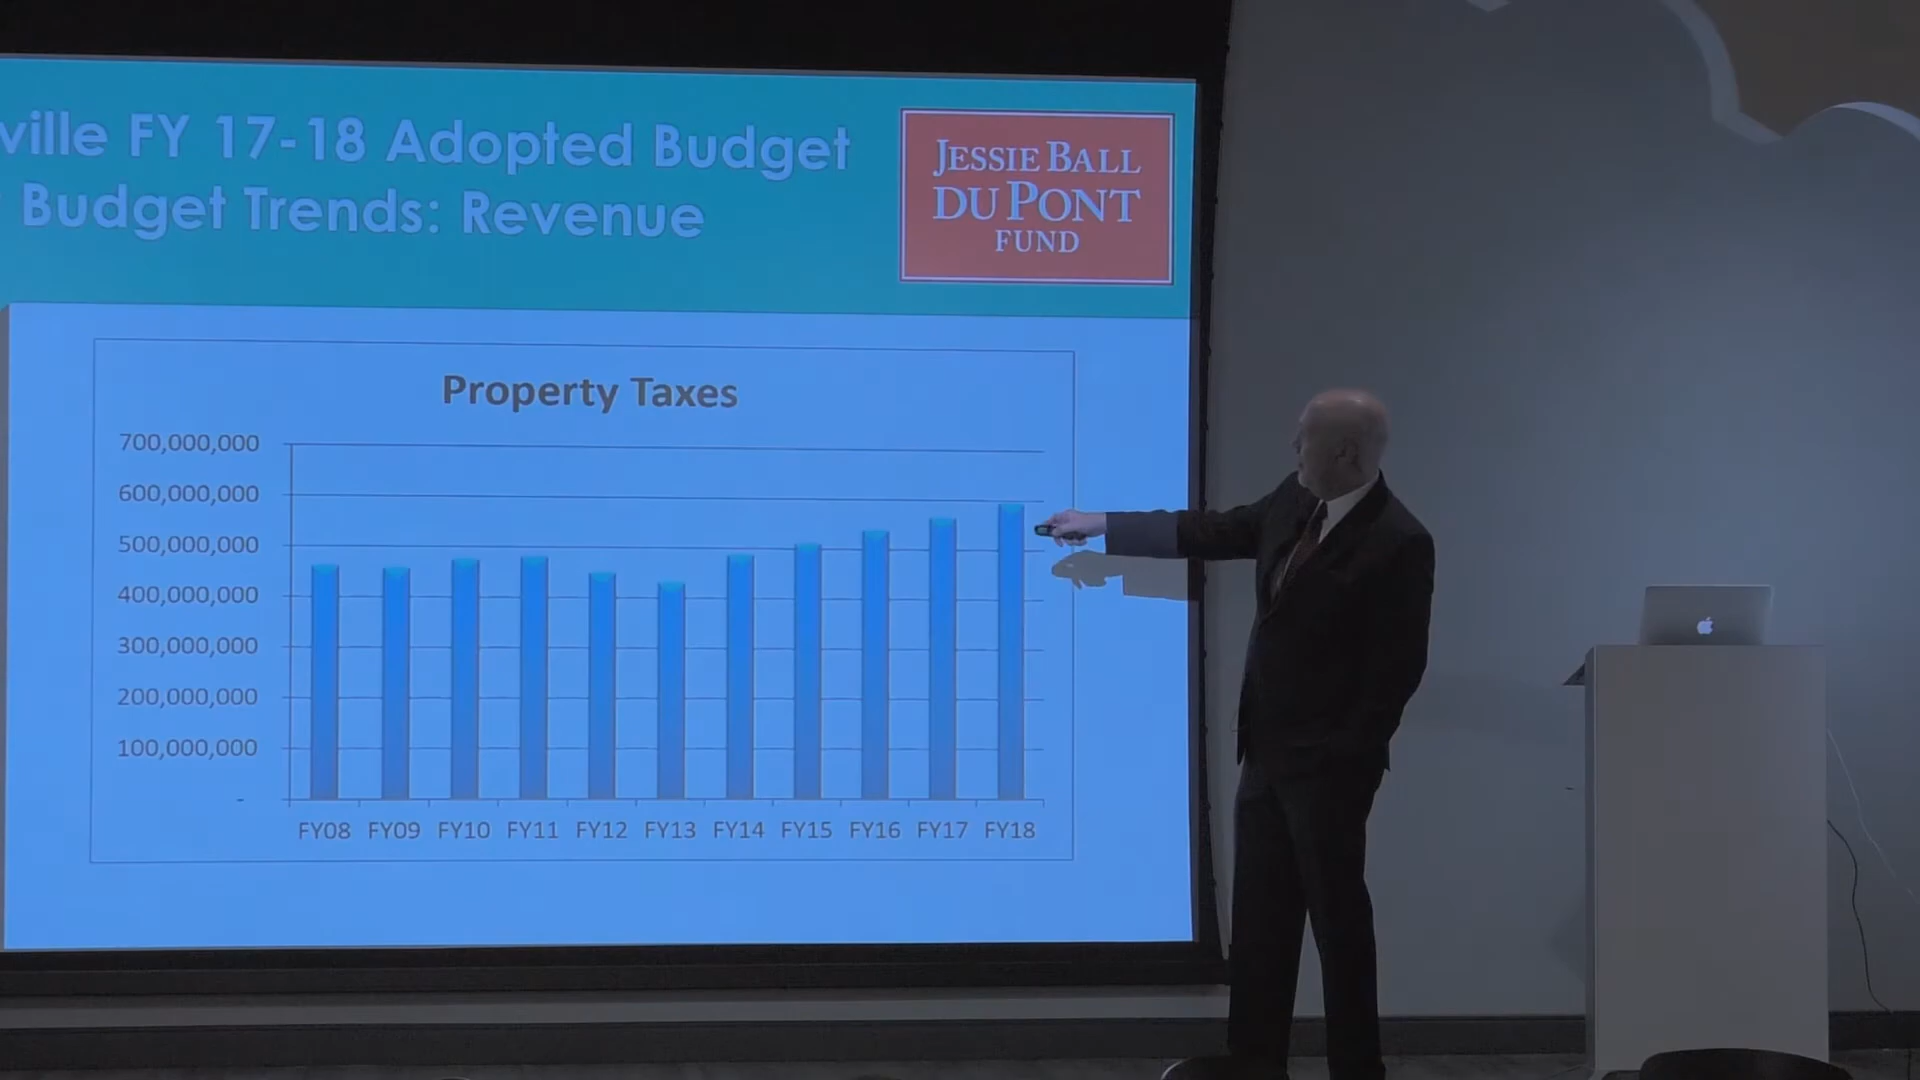 ville FY 17-18 Adopted Budget
Budget Trends: Revenue
JESSIE BALL
DU PONT
FUND
Property Taxes
700,000,000
600,000,000
500,000,000
400,000,000
300,000,000
200,000,000
100,000,000
-
FY08 FY09 FY10 FY11 FY12 FY13 FY14 FY15 FY16 FY17 FY18